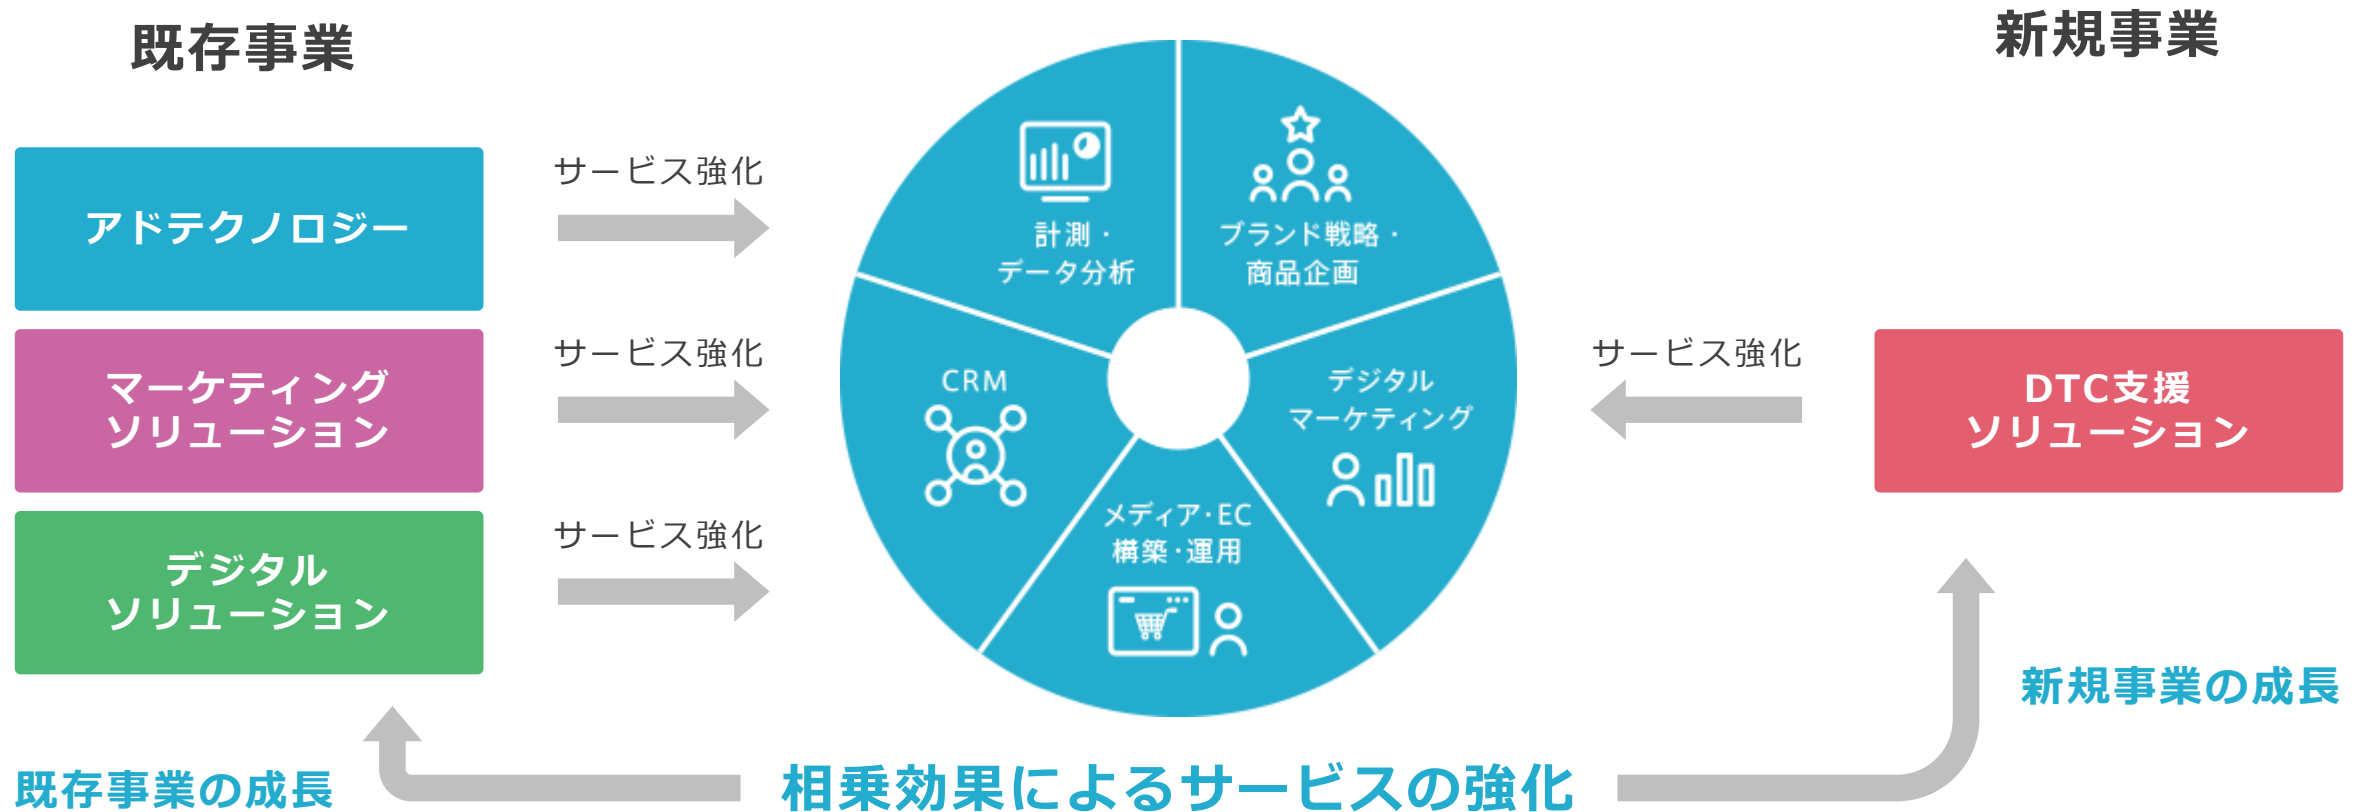 既存事業
新規事業
アドテクノロジー
マーケティング
ソリューション
デジタル
ソリューション
サービス強化
サービス強化
サービス強化
計測・
データ分析
ブランド戦略・
商品企画
CRM
デジタル
マーケティング
メディア・EC
構築・運用
サービス強化
DTC支援
ソリューション
既存事業の成長
相乗効果によるサービスの強化
新規事業の成長